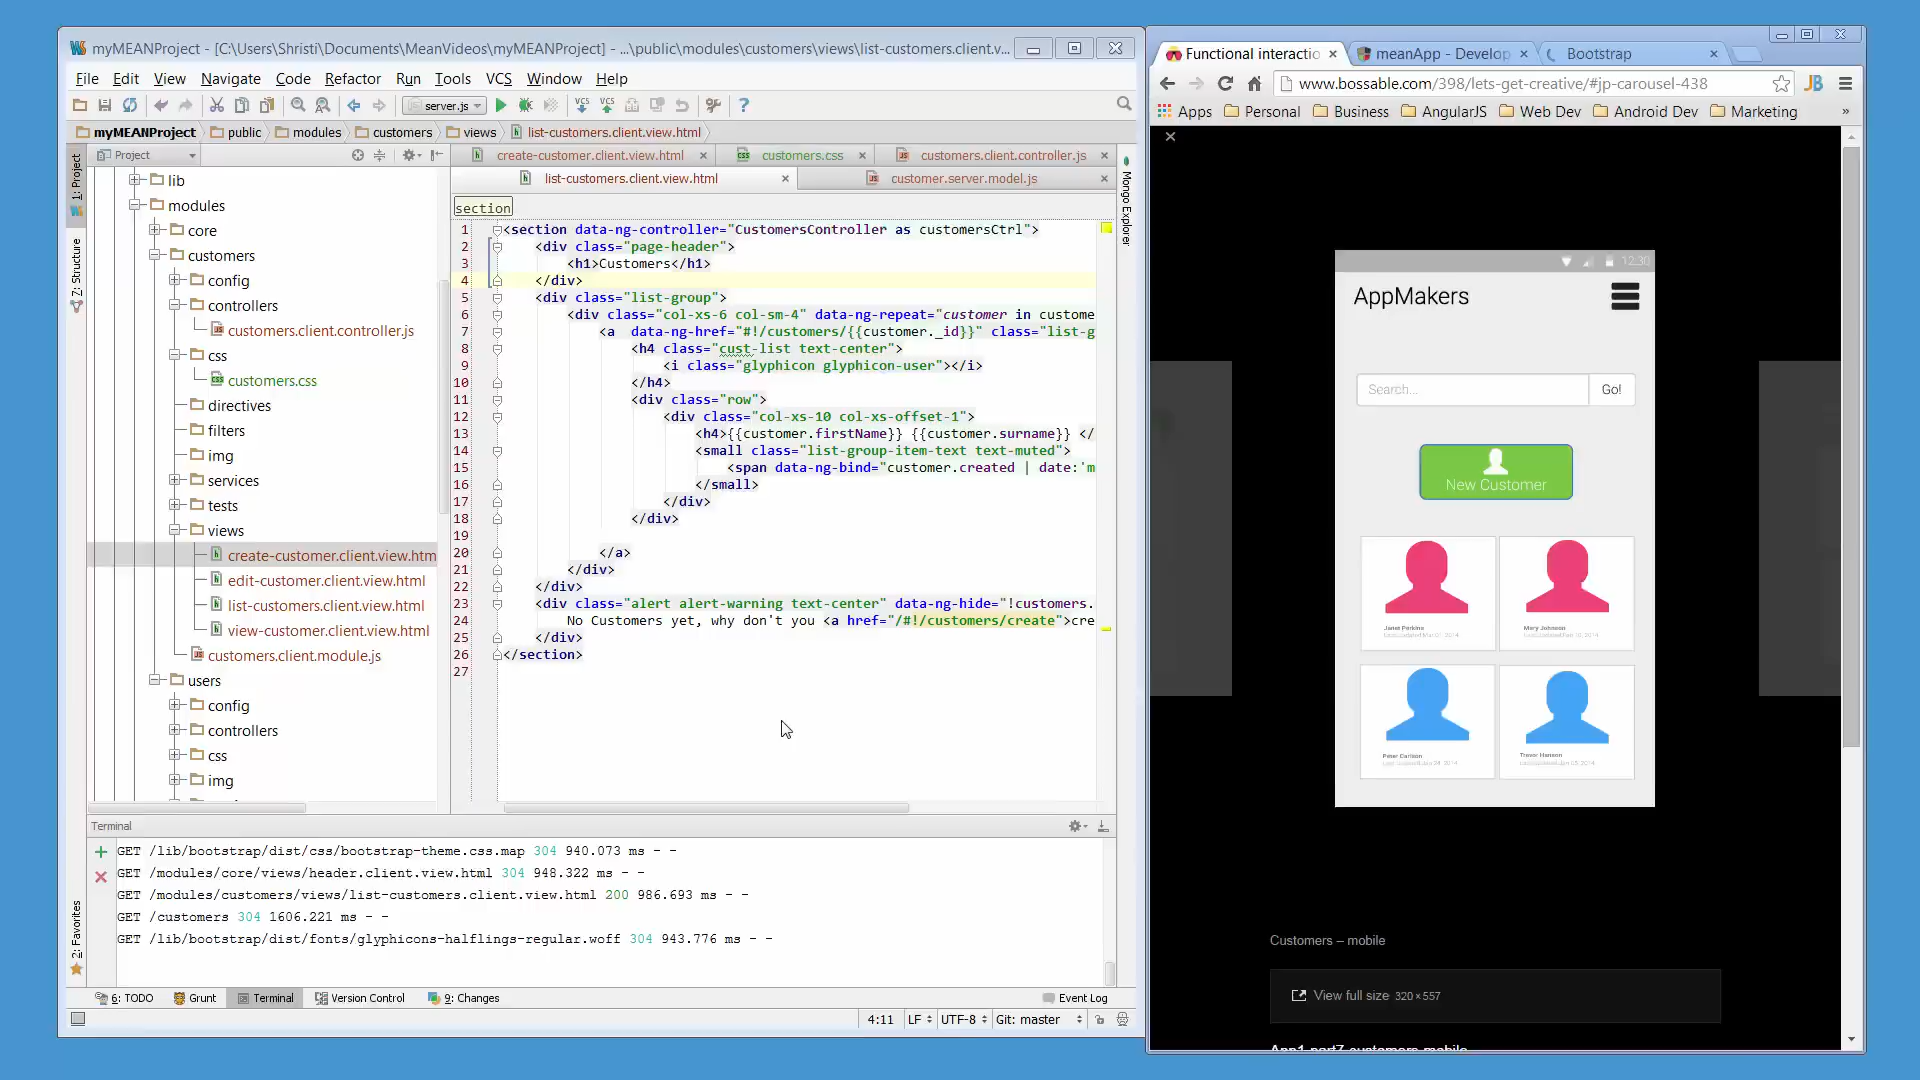 myMEANProject - [C:\Users\Shristi\Documents\MeanVideos\myMEANProject] - ...\public\modules\customers\views\list-customers.client.v...
File Edit View Navigate Code Refactor Run Tools VCS Window Help
server.js
VCS VCS
myMEANProject public modules customers views list-customers.client.view.html
1: Project
7: Structure
2: Favorites
Project
lib
modules
core
customers
config
controllers
customers.client.controller.js
css
customers.css
directives
filters
img
services
tests
views
create-customer.client.view.htm
edit-customer.client.view.html
list-customers.client.view.html
view-customer.client.view.html
customers.client.module.js
users
config
controllers
css
img
create-customer.client.view.html customers.css customers.client.controller.js
list-customers.client.view.html customer.server.model.js
Mongo Explorer
section
1 <section data-ng-controller="CustomersController as customersCtrl">
2 <div class="page-header">
3 <h1>Customers</h1>
4 </div>
5 <div class="list-group">
6 <div class="col-xs-6 col-sm-4" data-ng-repeat="customer in custome
7 <a data-ng-href="#!/customers/{{customer._id}}" class="list-g
8 <h4 class="cust-list text-center">
9 <i class="glyphicon glyphicon-user"></i>
10 </h4>
11 <div class="row">
12 <div class="col-xs-10 col-xs-offset-1">
13 <h4>{{customer.firstName}} {{customer.surname}} </
14 <small class="list-group-item-text text-muted">
15 <span data-ng-bind="customer.created | date:'m
16 </small>
17 </div>
18 </div>
19
20 </a>
21 </div>
22 </div>
23 <div class="alert alert-warning text-center" data-ng-hide="!customers.
24 No Customers yet, why don't you <a href="/#!/customers/create">cre
25 </div>
26 </section>
27
Terminal
GET /lib/bootstrap/dist/css/bootstrap-theme.css.map 304 940.073 ms - -
GET /modules/core/views/header.client.view.html 304 948.322 ms - -
GET /modules/customers/views/list-customers.client.view.html 200 986.693 ms - -
GET /customers 304 1606.221 ms - -
GET /lib/bootstrap/dist/fonts/glyphicons-halflings-regular.woff 304 943.776 ms - -
6: TODO Grunt Terminal Version Control 9: Changes Event Log
4:11 LF UTF-8 Git: master
Functional interactio meanApp - Develop Bootstrap
www.bossable.com/398/lets-get-creative/#jp-carousel-438
Apps Personal Business AngularJS Web Dev Android Dev Marketing »
12:30
AppMakers
Search... Go!
New Customer
Janet Perkins Mary Johnson
Peter Carlson Trevor Hanson
Customers – mobile
View full size 320×557
App1-part7-customers-mobile